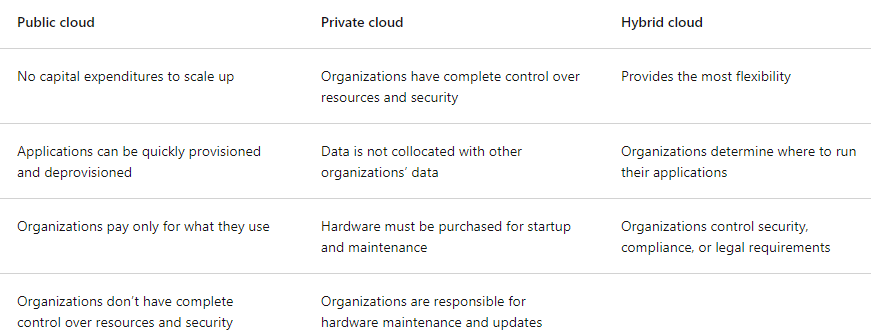 Public cloud Private cloud Hybrid cloud
No capital expenditures to scale up
Organizations have complete control over
resources and security
Provides the most flexibility
Applications can be quickly provisioned
and deprovisioned
Data is not collocated with other
organizations’ data
Organizations determine where to run
their applications
Organizations pay only for what they use
Hardware must be purchased for startup
and maintenance
Organizations control security,
compliance, or legal requirements
Organizations don’t have complete
control over resources and security
Organizations are responsible for
hardware maintenance and updates